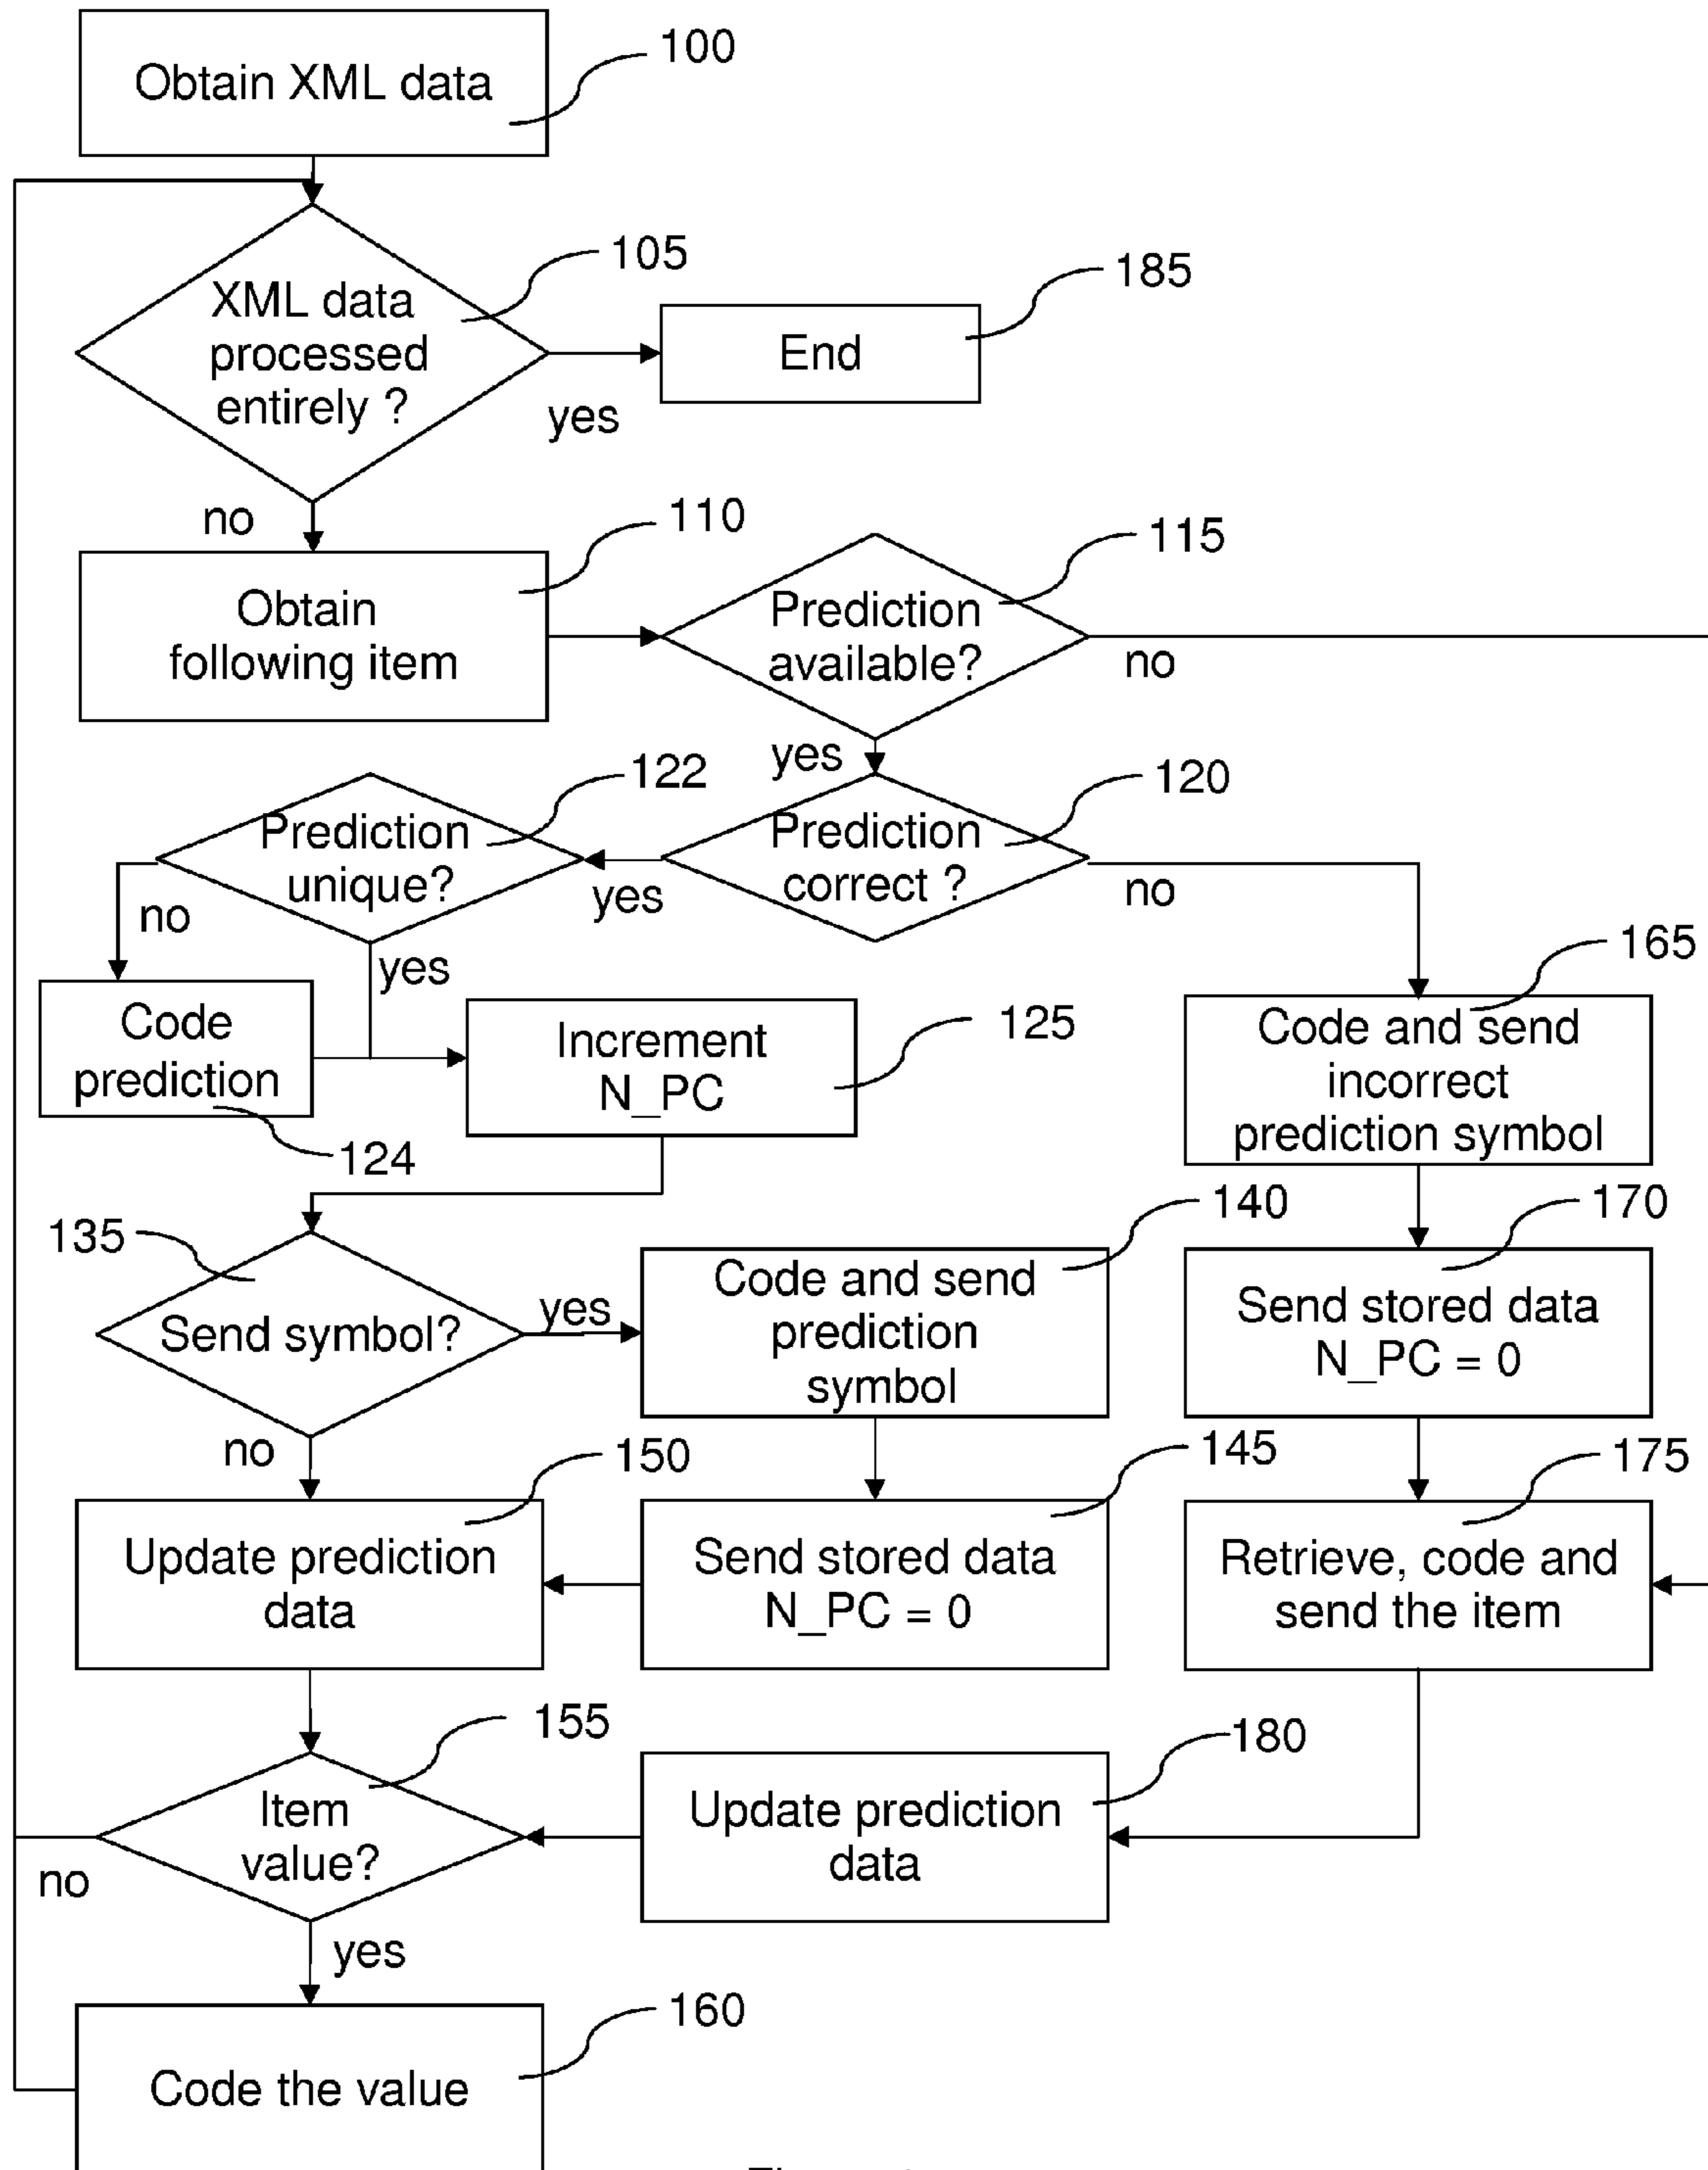 Obtain XML data
100
XML data
processed
entirely ?
105
yes
End
185
no
Obtain
following item
110
Prediction
available?
115
no
yes
Prediction
unique?
122
yes
Prediction
correct ?
120
no
no
yes
Code
prediction
124
Increment
N_PC
125
Code and send
incorrect
prediction symbol
165
135
Send symbol?
yes
Code and send
prediction
symbol
140
Send stored data
N_PC = 0
170
no
Update prediction
data
150
Send stored data
N_PC = 0
145
Retrieve, code and
send the item
175
Item
value?
155
Update prediction
data
180
no
yes
Code the value
160